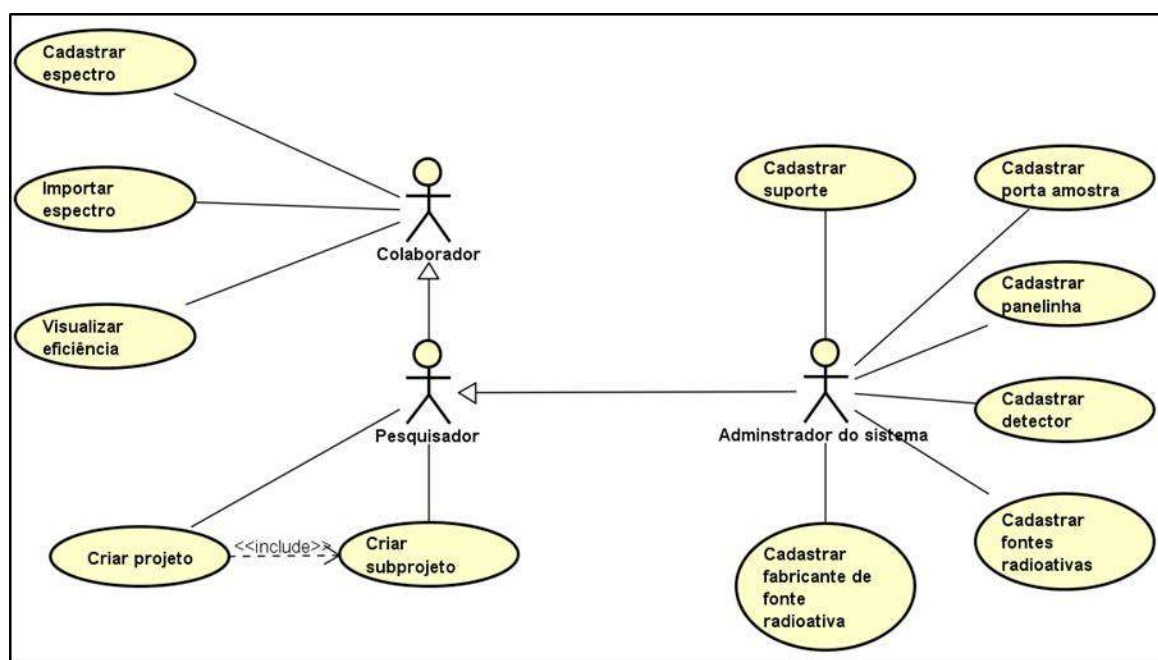 Cadastrar
espectro
Importar
espectro
Visualizar
eficiência
Colaborador
Pesquisador
Criar projeto
<<include>>
Criar
subprojeto
Cadastrar
suporte
Cadastrar
porta amostra
Cadastrar
panelinha
Cadastrar
detector
Adminstrador do sistema
Cadastrar
fontes
radioativas
Cadastrar
fabricante de
fonte
radioativa